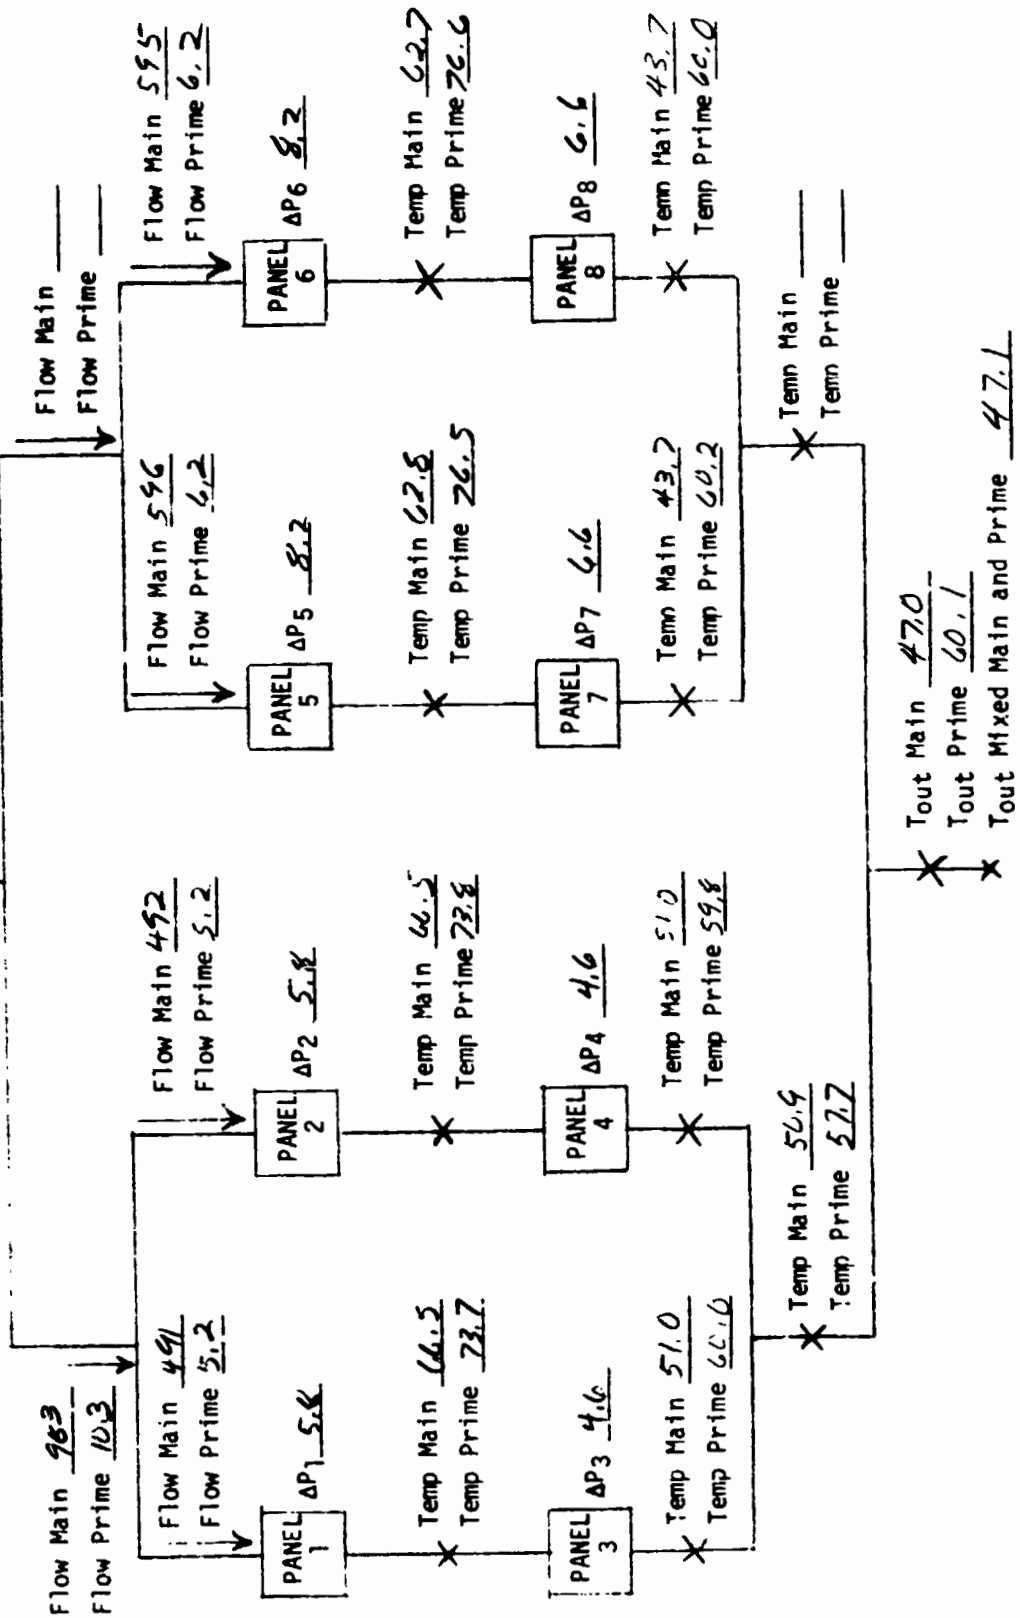 Flow Main 983
Flow Prime 10.3
Flow Main 491
Flow Prime 5.2
PANEL
1
ΔP1 5.8
Temp Main 66.5
Temp Prime 73.7
PANEL
3
ΔP3 4.6
Temp Main 51.0
Temp Prime 60.0
Flow Main 492
Flow Prime 5.2
PANEL
2
ΔP2 5.8
Temp Main 66.5
Temp Prime 73.8
PANEL
4
ΔP4 4.6
Temp Main 51.0
Temp Prime 59.8
Temp Main 50.9
Temp Prime 57.7
Flow Main
Flow Prime
Flow Main 596
Flow Prime 6.2
PANEL
5
ΔP5 8.2
Temp Main 62.8
Temp Prime 76.5
PANEL
7
ΔP7 6.6
Temp Main 43.7
Temp Prime 60.2
Flow Main 595
Flow Prime 6.2
PANEL
6
ΔP6 8.2
Temp Main 62.7
Temp Prime 76.6
PANEL
8
ΔP8 6.6
Temp Main 43.7
Temp Prime 60.0
Temp Main
Temp Prime
Tout Main 47.0
Tout Prime 60.1
Tout Mixed Main and Prime 47.1